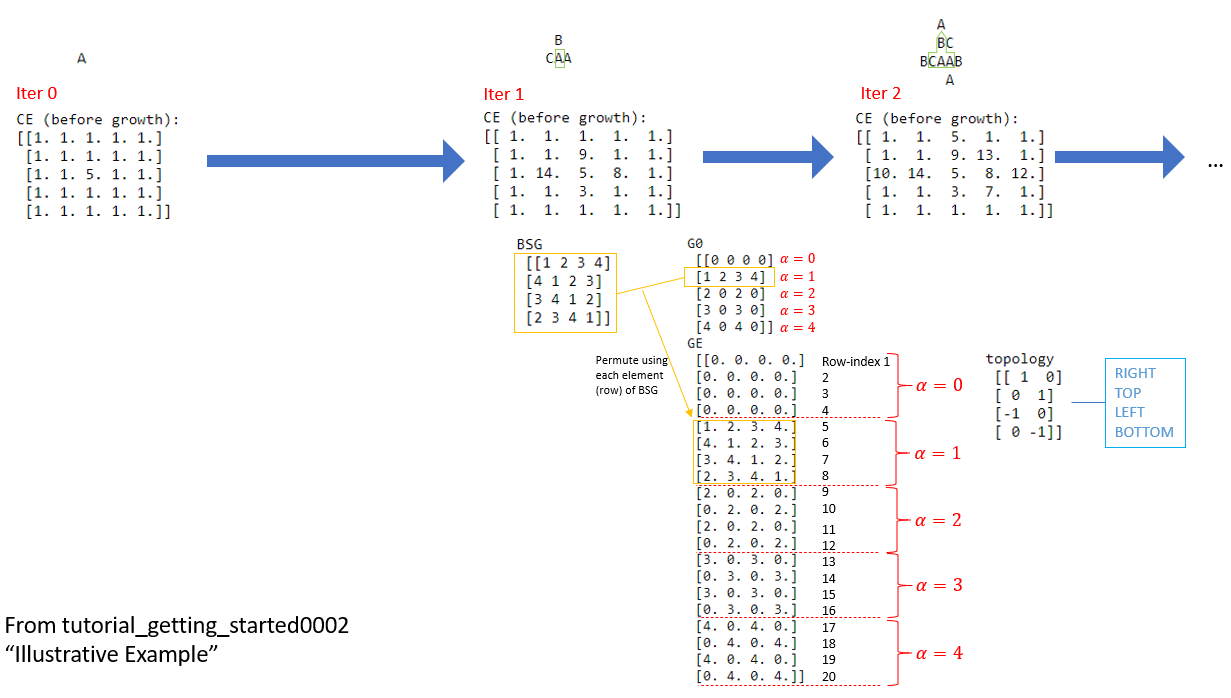 A
Iter 0
CE (before growth):
[[1. 1. 1. 1. 1.]
[1. 1. 1. 1. 1.]
[1. 1. 5. 1. 1.]
[1. 1. 1. 1. 1.]
[1. 1. 1. 1. 1.]]
B
CAA
Iter 1
CE (before growth):
[[ 1. 1. 1. 1. 1.]
[ 1. 1. 9. 1. 1.]
[ 1. 14. 5. 8. 1.]
[ 1. 1. 3. 1. 1.]
[ 1. 1. 1. 1. 1.]]
A
BC
BCAAB
A
Iter 2
CE (before growth):
[[ 1. 1. 5. 1. 1.]
[ 1. 1. 9. 13. 1.]
[10. 14. 5. 8. 12.]
[ 1. 1. 3. 7. 1.]
[ 1. 1. 1. 1. 1.]]
...
BSG
[[1 2 3 4]
[4 1 2 3]
[3 4 1 2]
[2 3 4 1]]
G0
[[0 0 0 0] α = 0
[1 2 3 4] α = 1
[2 0 2 0] α = 2
[3 0 3 0] α = 3
[4 0 4 0]] α = 4
Permute using
each element
(row) of BSG
GE
[[0. 0. 0. 0.] Row-index 1
[0. 0. 0. 0.] 2
[0. 0. 0. 0.] 3
[0. 0. 0. 0.] 4
α = 0
[1. 2. 3. 4.] 5
[4. 1. 2. 3.] 6
[3. 4. 1. 2.] 7
[2. 3. 4. 1.] 8
α = 1
[2. 0. 2. 0.] 9
[0. 2. 0. 2.] 10
[2. 0. 2. 0.] 11
[0. 2. 0. 2.] 12
α = 2
[3. 0. 3. 0.] 13
[0. 3. 0. 3.] 14
[3. 0. 3. 0.] 15
[0. 3. 0. 3.] 16
α = 3
[4. 0. 4. 0.] 17
[0. 4. 0. 4.] 18
[4. 0. 4. 0.] 19
[0. 4. 0. 4.]] 20
α = 4
topology
[[ 1 0]
[ 0 1]
[-1 0]
[ 0 -1]]
RIGHT
TOP
LEFT
BOTTOM
From tutorial_getting_started0002
“Illustrative Example”